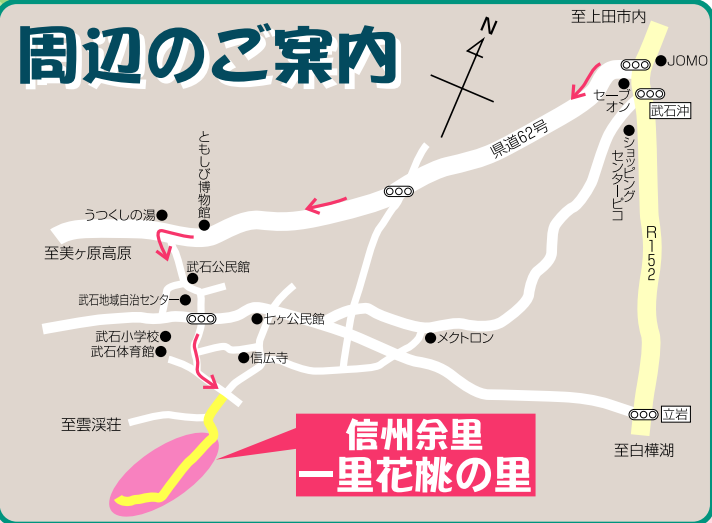 周辺のご案内
N
至上田市内
JOMO
セーブ
オン
武石沖
県道62号
ショッピング
センターピコ
ともしび博物館
うつくしの湯
至美ヶ原高原
R152
武石公民館
武石地域自治センター
七ヶ公民館
武石小学校
武石体育館
信広寺
メクトロン
至雲渓荘
立岩
至白樺湖
信州余里
一里花桃の里